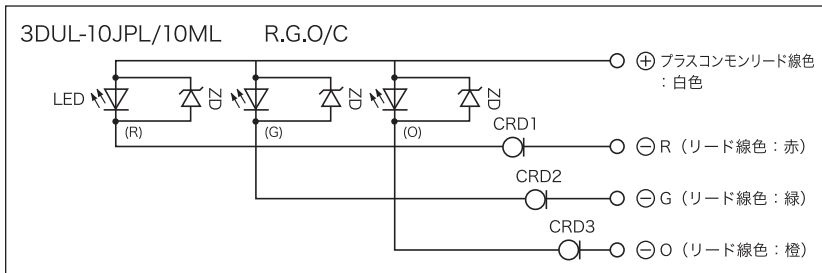 3DUL-10JPL/10ML R.G.O/C
⊕ プラスコンモンリード線色
：白色
LED ZD ZD ZD
(R) (G) (O)
CRD1
⊖ R（リード線色：赤）
CRD2
⊖ G（リード線色：緑）
CRD3
⊖ O（リード線色：橙）